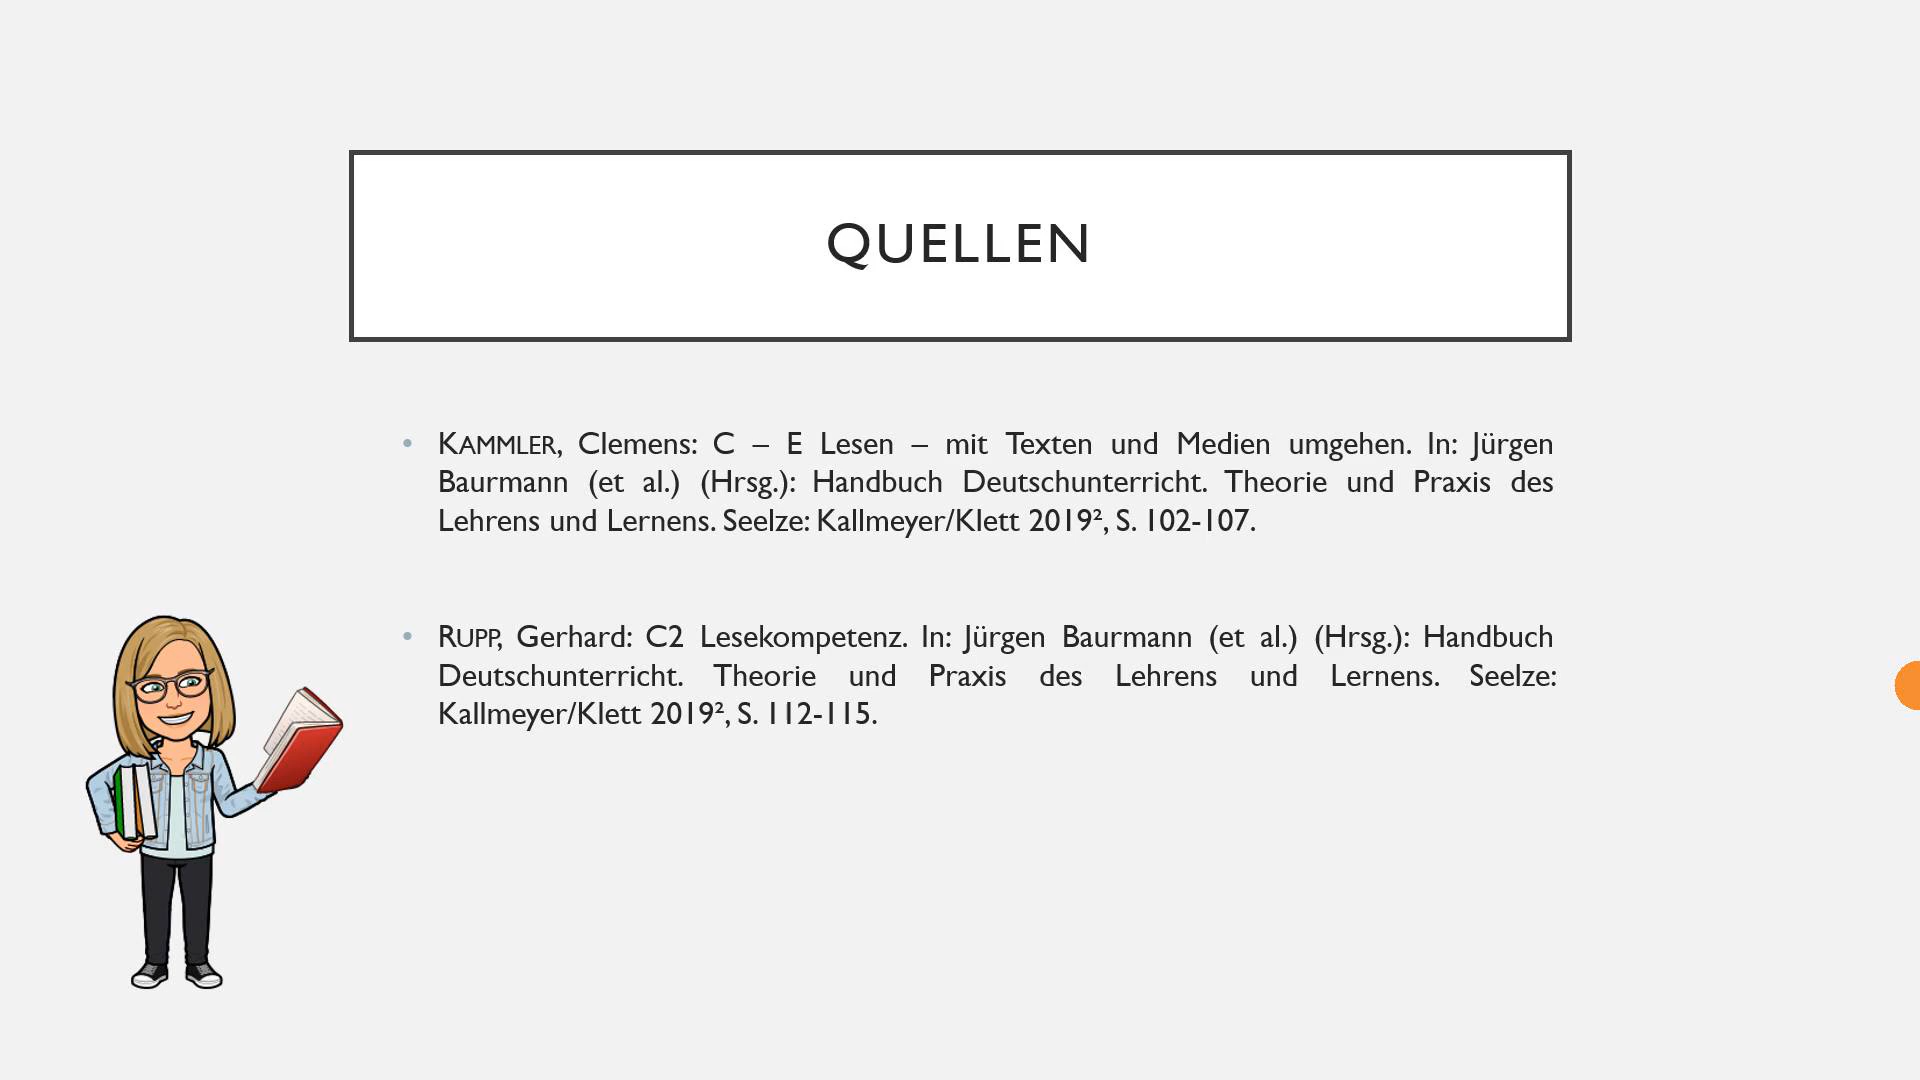 QUELLEN
• KAMMLER, Clemens: C – E Lesen – mit Texten und Medien umgehen. In: Jürgen
Baurmann (et al.) (Hrsg.): Handbuch Deutschunterricht. Theorie und Praxis des
Lehrens und Lernens. Seelze: Kallmeyer/Klett 2019², S. 102-107.
• RUPP, Gerhard: C2 Lesekompetenz. In: Jürgen Baurmann (et al.) (Hrsg.): Handbuch
Deutschunterricht. Theorie und Praxis des Lehrens und Lernens. Seelze:
Kallmeyer/Klett 2019², S. 112-115.